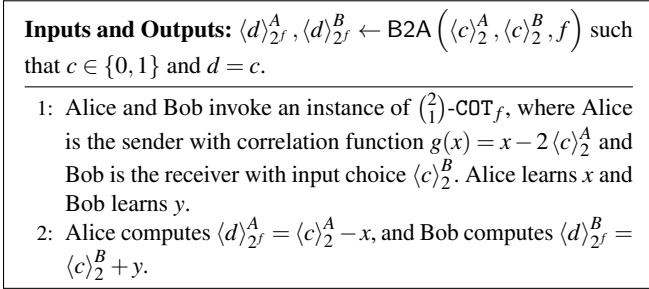 Inputs and Outputs: ⟨d⟩^A_{2^f}, ⟨d⟩^B_{2^f} ← B2A(⟨c⟩^A_2, ⟨c⟩^B_2, f) such
that c ∈ {0,1} and d = c.
1: Alice and Bob invoke an instance of (2 1)-COT_f, where Alice
is the sender with correlation function g(x) = x − 2⟨c⟩^A_2 and
Bob is the receiver with input choice ⟨c⟩^B_2. Alice learns x and
Bob learns y.
2: Alice computes ⟨d⟩^A_{2^f} = ⟨c⟩^A_2 − x, and Bob computes ⟨d⟩^B_{2^f} =
⟨c⟩^B_2 + y.